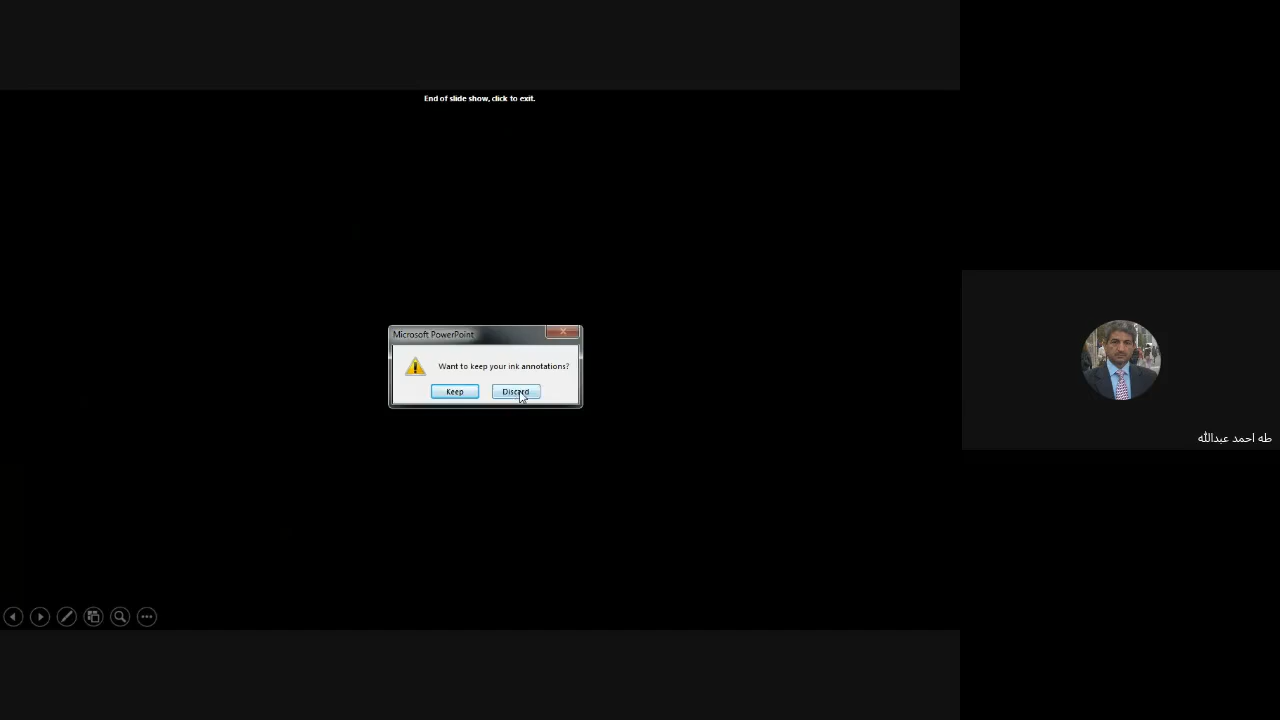 End of slide show, click to exit.
Microsoft PowerPoint
Want to keep your ink annotations?
Keep
Discard
طه احمد عبدالله